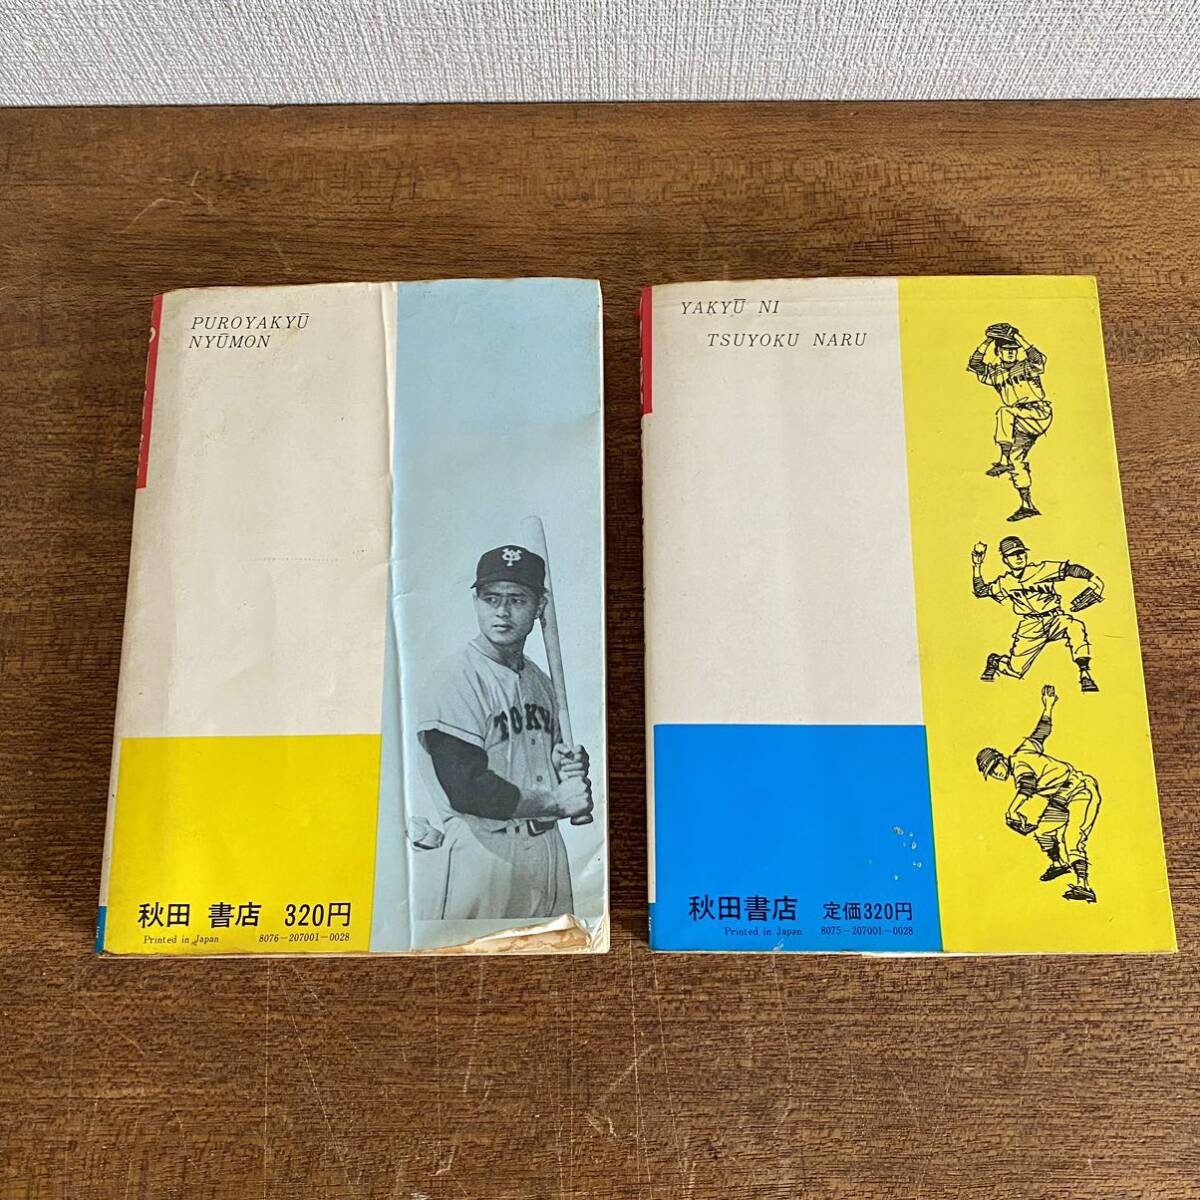 PUROYAKYŪ
NYŪMON
TOKY
秋田 書店 320円
Printed in Japan 8076-207001-0028
YAKYŪ NI
TSUYOKU NARU
秋田書店 定価320円
Printed in Japan 8075-207001-0028